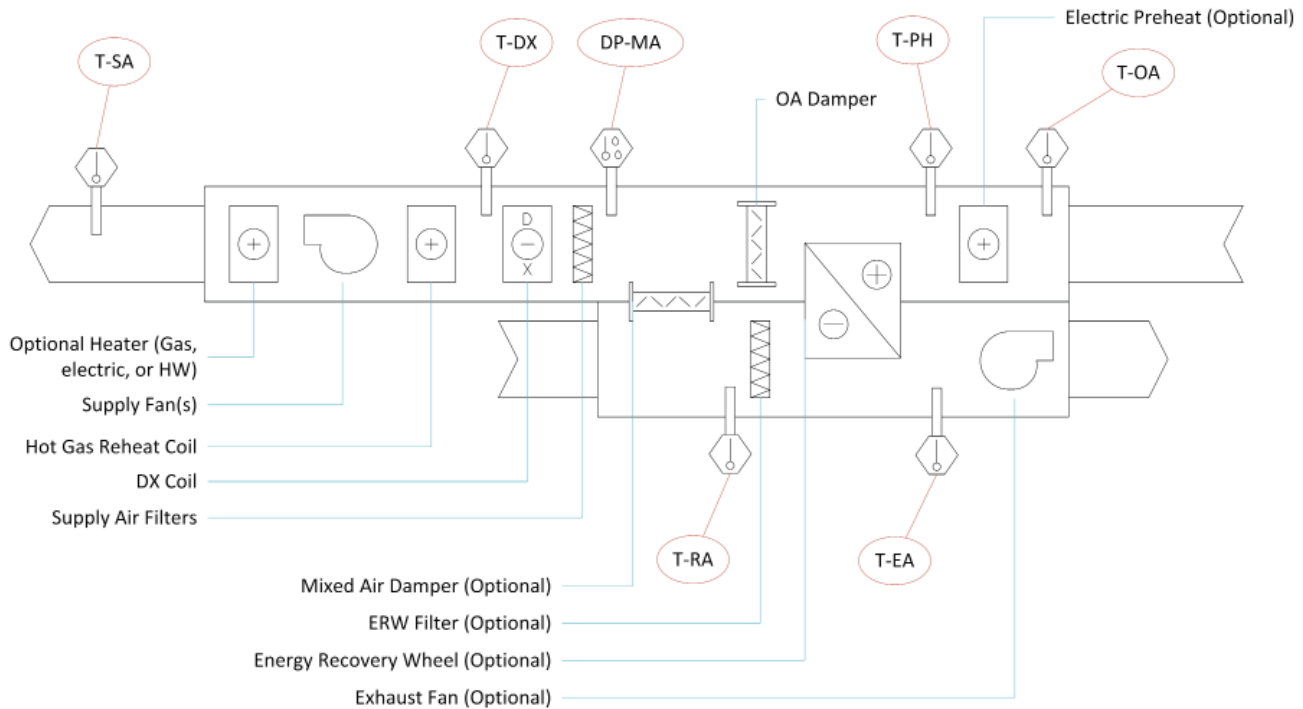 Electric Preheat (Optional)
T-SA
T-DX
DP-MA
T-PH
T-OA
OA Damper
D
X
Optional Heater (Gas,
electric, or HW)
Supply Fan(s)
Hot Gas Reheat Coil
DX Coil
Supply Air Filters
T-RA
T-EA
Mixed Air Damper (Optional)
ERW Filter (Optional)
Energy Recovery Wheel (Optional)
Exhaust Fan (Optional)